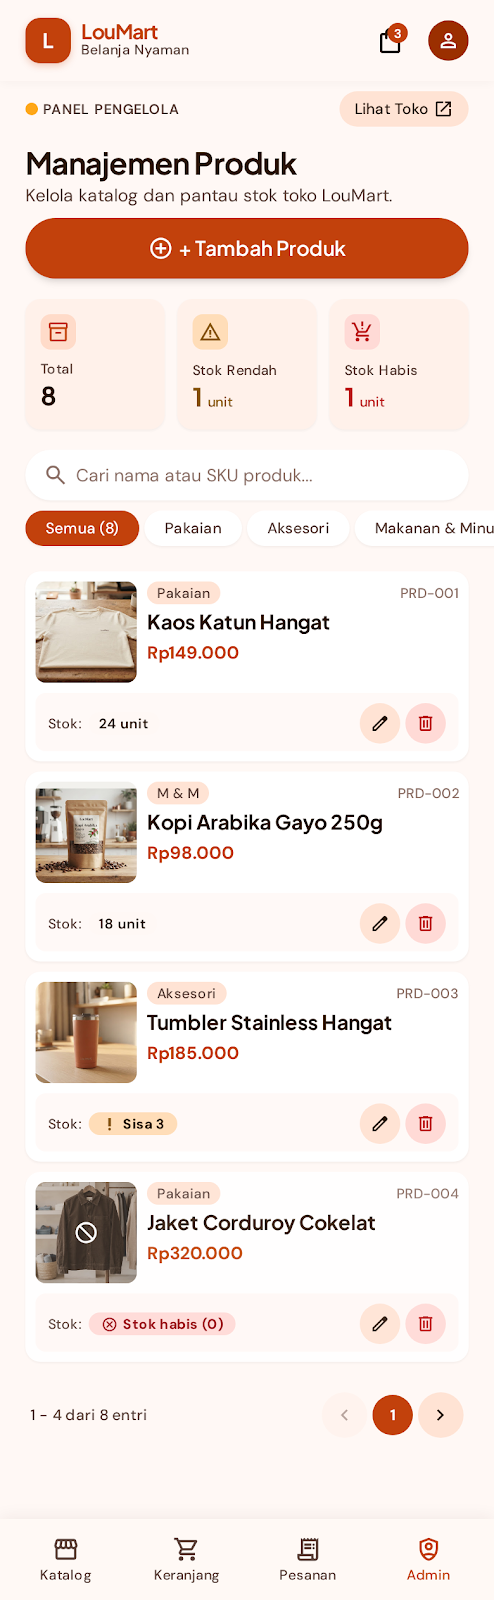 L
LouMart
Belanja Nyaman
3
PANEL PENGELOLA
Lihat Toko
Manajemen Produk
Kelola katalog dan pantau stok toko LouMart.
+ Tambah Produk
Total
8
Stok Rendah
1 unit
Stok Habis
1 unit
Cari nama atau SKU produk...
Semua (8)
Pakaian
Aksesori
Makanan & Minu
Pakaian
PRD-001
Kaos Katun Hangat
Rp149.000
Stok:
24 unit
M & M
PRD-002
Kopi Arabika Gayo 250g
Rp98.000
Stok:
18 unit
Aksesori
PRD-003
Tumbler Stainless Hangat
Rp185.000
Stok:
Sisa 3
Pakaian
PRD-004
Jaket Corduroy Cokelat
Rp320.000
Stok:
Stok habis (0)
1 - 4 dari 8 entri
1
Katalog
Keranjang
Pesanan
Admin